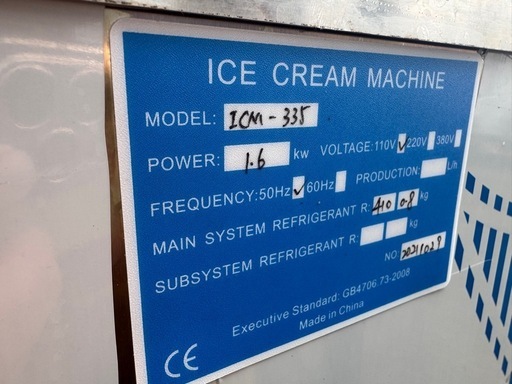 ICE CREAM MACHINE
MODEL: ICM-335
POWER: 1.6 kw VOLTAGE:110V ✓ 220V 380V
FREQUENCY:50Hz ✓ 60Hz PRODUCTION: L/h
MAIN SYSTEM REFRIGERANT R: 410 0.8 kg
SUBSYSTEM REFRIGERANT R: kg
NO 20211029
Executive Standard: GB4706.73-2008
Made in China
CE